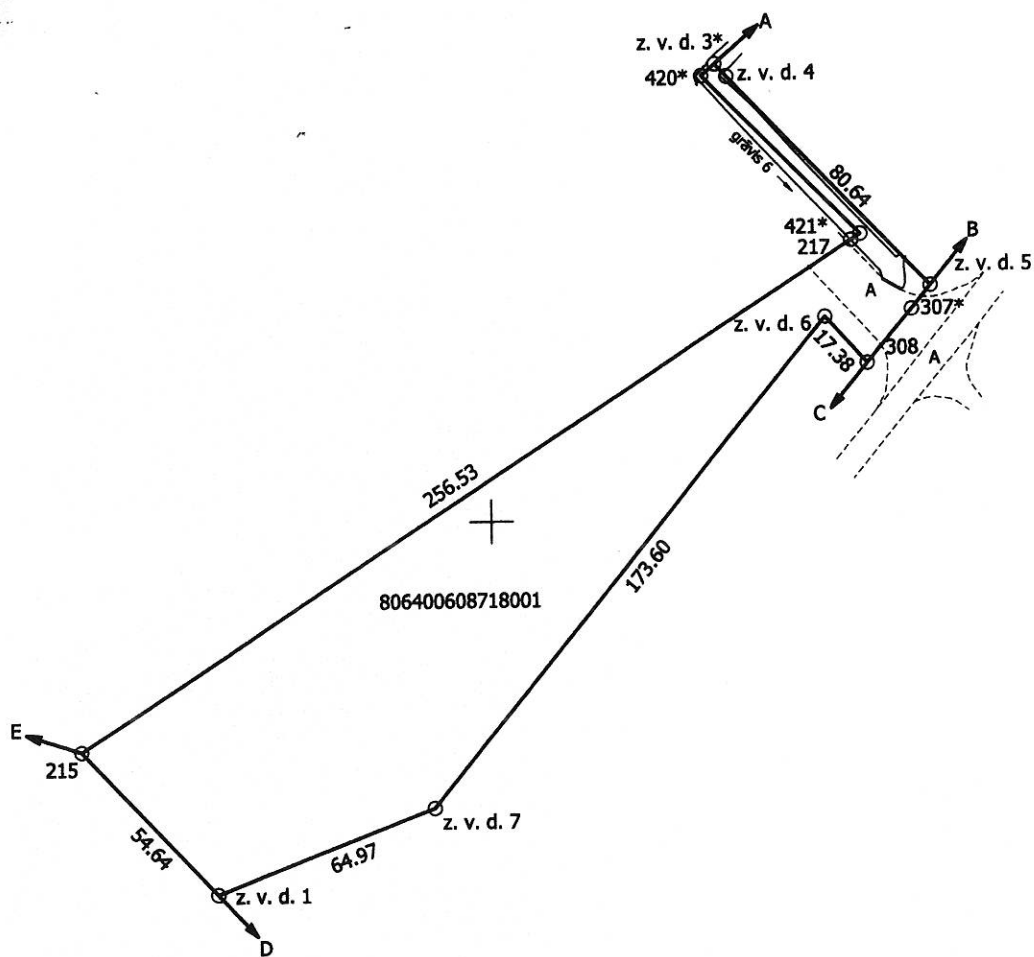 A
z. v. d. 3*
420*
z. v. d. 4
grāvis 6
80.64
421*
217
B
z. v. d. 5
A
307*
z. v. d. 6
17.38
308
A
C
256.53
173.60
806400608718001
E
215
54.64
z. v. d. 7
64.97
z. v. d. 1
D